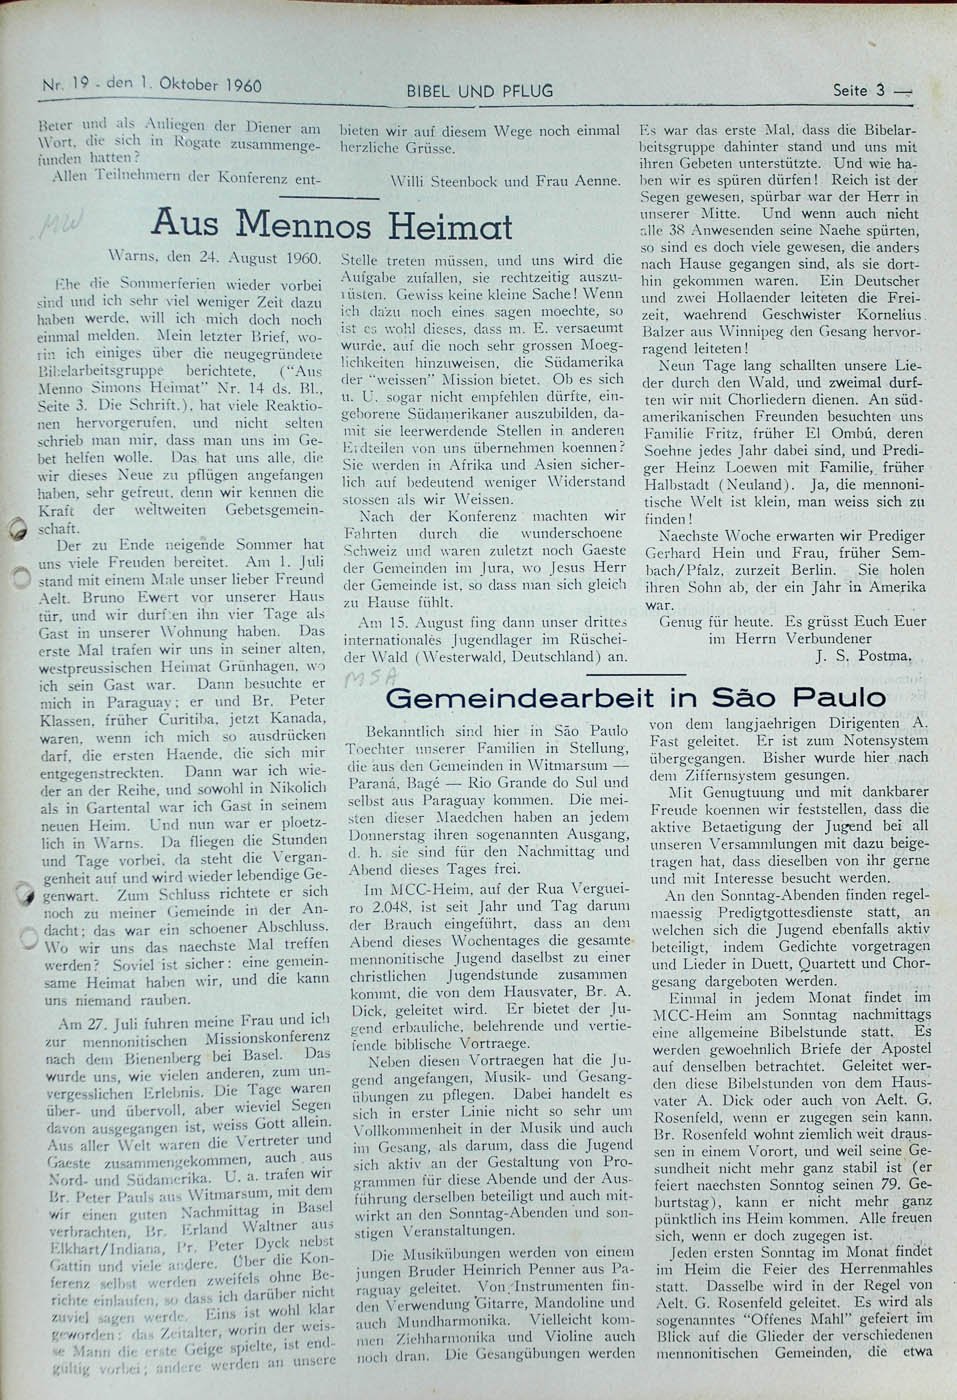 Nr. 19 - den 1. Oktober 1960
BIBEL UND PFLUG
Seite 3 —
Beter und als Anliegen der Diener am
Wort, die sich in Rogate zusammenge-
funden hatten?
Allen Teilnehmern der Konferenz ent-
bieten wir auf diesem Wege noch einmal
herzliche Grüsse.
Willi Steenbock und Frau Aenne.
MW
Aus Mennos Heimat
Warns, den 24. August 1960.
Ehe die Sommerferien wieder vorbei
sind und ich sehr viel weniger Zeit dazu
haben werde, will ich mich doch noch
einmal melden. Mein letzter Brief, wo-
rin ich einiges über die neugegründete
Bibelarbeitsgruppe berichtete, ("Aus
Menno Simons Heimat" Nr. 14 ds. Bl.,
Seite 3. Die Schrift.), hat viele Reaktio-
nen hervorgerufen, und nicht selten
schrieb man mir, dass man uns im Ge-
bet helfen wolle. Das hat uns alle, die
wir dieses Neue zu pflügen angefangen
haben, sehr gefreut, denn wir kennen die
Kraft der weltweiten Gebetsgemein-
schaft.
Der zu Ende neigende Sommer hat
uns viele Freuden bereitet. Am 1. Juli
stand mit einem Male unser lieber Freund
Aelt. Bruno Ewert vor unserer Haus
tür, und wir durften ihn vier Tage als
Gast in unserer Wohnung haben. Das
erste Mal trafen wir uns in seiner alten,
westpreussischen Heimat Grünhagen, wo
ich sein Gast war. Dann besuchte er
mich in Paraguay; er und Br. Peter
Klassen, früher Curitiba, jetzt Kanada,
waren, wenn ich mich so ausdrücken
darf, die ersten Haende, die sich mir
entgegenstreckten. Dann war ich wie-
der an der Reihe, und sowohl in Nikolich
als in Gartental war ich Gast in seinem
neuen Heim. Und nun war er ploetz-
lich in Warns. Da fliegen die Stunden
und Tage vorbei, da steht die Vergan-
genheit auf und wird wieder lebendige Ge-
genwart. Zum Schluss richtete er sich
noch zu meiner Gemeinde in der An-
dacht; das war ein schoener Abschluss.
Wo wir uns das naechste Mal treffen
werden? Soviel ist sicher: eine gemein-
same Heimat haben wir, und die kann
uns niemand rauben.
Am 27. Juli fuhren meine Frau und ich
zur mennonitischen Missionskonferenz
nach dem Bienenberg bei Basel. Das
wurde uns, wie vielen anderen, zum un-
vergesslichen Erlebnis. Die Tage waren
über- und übervoll, aber wieviel Segen
davon ausgegangen ist, weiss Gott allein.
Aus aller Welt waren die Vertreter und
Gaeste zusammengekommen, auch aus
Nord- und Südamerika. U. a. trafen wir
Br. Peter Pauls aus Witmarsum, mit dem
wir einen guten Nachmittag in Basel
verbrachten, Br. Erland Waltner aus
Elkhart/Indiana, Pr. Peter Dyck nebst
Gattin und viele andere. Über die Kon-
ferenz selbst werden zweifels ohne Be-
richte einlaufen, so dass ich darüber nicht
zuviel sagen werde. Eins ist wohl klar
geworden: das Zeitalter, worin der weis-
se Mann die erste Geige spielte, ist end-
gültig vorbei; andere werden an unsere
Stelle treten müssen, und uns wird die
Aufgabe zufallen, sie rechtzeitig auszu-
rüsten. Gewiss keine kleine Sache! Wenn
ich dazu noch eines sagen moechte, so
ist es wohl dieses, dass m. E. versaeumt
wurde, auf die noch sehr grossen Moeg-
lichkeiten hinzuweisen, die Südamerika
der "weissen" Mission bietet. Ob es sich
u. U. sogar nicht empfehlen dürfte, ein-
geborene Südamerikaner auszubilden, da-
mit sie leerwerdende Stellen in anderen
Erdteilen von uns übernehmen koennen?
Sie werden in Afrika und Asien sicher-
lich auf bedeutend weniger Widerstand
stossen als wir Weissen.
Nach der Konferenz machten wir
Fahrten durch die wunderschoene
Schweiz und waren zuletzt noch Gaeste
der Gemeinden im Jura, wo Jesus Herr
der Gemeinde ist, so dass man sich gleich
zu Hause fühlt.
Am 15. August fing dann unser drittes
internationales Jugendlager im Rüschei-
der Wald (Westerwald, Deutschland) an.
Es war das erste Mal, dass die Bibelar-
beitsgruppe dahinter stand und uns mit
ihren Gebeten unterstützte. Und wie ha-
ben wir es spüren dürfen! Reich ist der
Segen gewesen, spürbar war der Herr in
unserer Mitte. Und wenn auch nicht
alle 38 Anwesenden seine Naehe spürten,
so sind es doch viele gewesen, die anders
nach Hause gegangen sind, als sie dort-
hin gekommen waren. Ein Deutscher
und zwei Hollaender leiteten die Frei-
zeit, waehrend Geschwister Kornelius
Balzer aus Winnipeg den Gesang hervor-
ragend leiteten!
Neun Tage lang schallten unsere Lie-
der durch den Wald, und zweimal durf-
ten wir mit Chorliedern dienen. An süd-
amerikanischen Freunden besuchten uns
Familie Fritz, früher El Ombú, deren
Soehne jedes Jahr dabei sind, und Predi-
ger Heinz Loewen mit Familie, früher
Halbstadt (Neuland). Ja, die mennoni-
tische Welt ist klein, man weiss sich zu
finden!
Naechste Woche erwarten wir Prediger
Gerhard Hein und Frau, früher Sem-
bach/Pfalz, zurzeit Berlin. Sie holen
ihren Sohn ab, der ein Jahr in Amerika
war.
Genug für heute. Es grüsst Euch Euer
im Herrn Verbundener
J. S. Postma.
MSA
Gemeindearbeit in São Paulo
Bekanntlich sind hier in São Paulo
Toechter unserer Familien in Stellung,
die aus den Gemeinden in Witmarsum —
Paraná, Bagé — Rio Grande do Sul und
selbst aus Paraguay kommen. Die mei-
sten dieser Maedchen haben an jedem
Donnerstag ihren sogenannten Ausgang,
d. h. sie sind für den Nachmittag und
Abend dieses Tages frei.
Im MCC-Heim, auf der Rua Verguei-
ro 2.048, ist seit Jahr und Tag darum
der Brauch eingeführt, dass an dem
Abend dieses Wochentages die gesamte
mennonitische Jugend daselbst zu einer
christlichen Jugendstunde zusammen
kommt, die von dem Hausvater, Br. A.
Dick, geleitet wird. Er bietet der Ju-
gend erbauliche, belehrende und vertie-
fende biblische Vortraege.
Neben diesen Vortraegen hat die Ju-
gend angefangen, Musik- und Gesang-
übungen zu pflegen. Dabei handelt es
sich in erster Linie nicht so sehr um
Vollkommenheit in der Musik und auch
im Gesang, als darum, dass die Jugend
sich aktiv an der Gestaltung von Pro-
grammen für diese Abende und der Aus-
führung derselben beteiligt und auch mit-
wirkt an den Sonntag-Abenden und son-
stigen Veranstaltungen.
Die Musikübungen werden von einem
jungen Bruder Heinrich Penner aus Pa-
raguay geleitet. Von Instrumenten fin-
den Verwendung Gitarre, Mandoline und
auch Mundharmonika. Vielleicht kom-
men Ziehharmonika und Violine auch
noch dran. Die Gesangübungen werden
von dem langjaehrigen Dirigenten A.
Fast geleitet. Er ist zum Notensystem
übergegangen. Bisher wurde hier nach
dem Ziffernsystem gesungen.
Mit Genugtuung und mit dankbarer
Freude koennen wir feststellen, dass die
aktive Betaetigung der Jugend bei all
unseren Versammlungen mit dazu beige-
tragen hat, dass dieselben von ihr gerne
und mit Interesse besucht werden.
An den Sonntag-Abenden finden regel-
maessig Predigtgottesdienste statt, an
welchen sich die Jugend ebenfalls aktiv
beteiligt, indem Gedichte vorgetragen
und Lieder in Duett, Quartett und Chor-
gesang dargeboten werden.
Einmal in jedem Monat findet im
MCC-Heim am Sonntag nachmittags
eine allgemeine Bibelstunde statt. Es
werden gewoehnlich Briefe der Apostel
auf denselben betrachtet. Geleitet wer-
den diese Bibelstunden von dem Haus-
vater A. Dick oder auch von Aelt. G.
Rosenfeld, wenn er zugegen sein kann.
Br. Rosenfeld wohnt ziemlich weit draus-
sen in einem Vorort, und weil seine Ge-
sundheit nicht mehr ganz stabil ist (er
feiert naechsten Sonntog seinen 79. Ge-
burtstag), kann er nicht mehr ganz
pünktlich ins Heim kommen. Alle freuen
sich, wenn er doch zugegen ist.
Jeden ersten Sonntag im Monat findet
im Heim die Feier des Herrenmahles
statt. Dasselbe wird in der Regel von
Aelt. G. Rosenfeld geleitet. Es wird als
sogenanntes "Offenes Mahl" gefeiert im
Blick auf die Glieder der verschiedenen
mennonitischen Gemeinden, die etwa